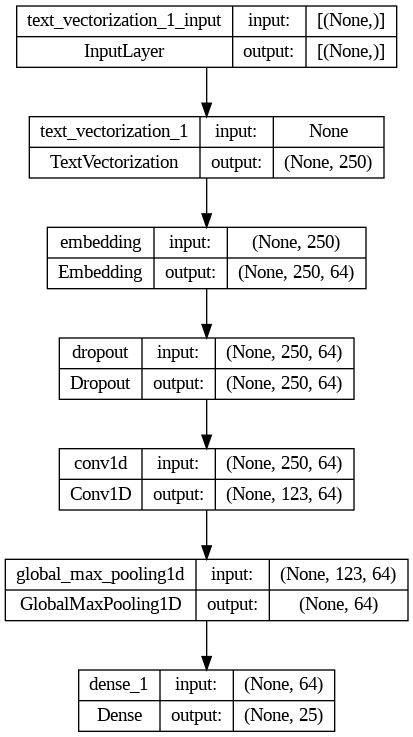 text_vectorization_1_input input: [(None,)]
InputLayer output: [(None,)]
text_vectorization_1 input: None
TextVectorization output: (None, 250)
embedding input: (None, 250)
Embedding output: (None, 250, 64)
dropout input: (None, 250, 64)
Dropout output: (None, 250, 64)
conv1d input: (None, 250, 64)
Conv1D output: (None, 123, 64)
global_max_pooling1d input: (None, 123, 64)
GlobalMaxPooling1D output: (None, 64)
dense_1 input: (None, 64)
Dense output: (None, 25)